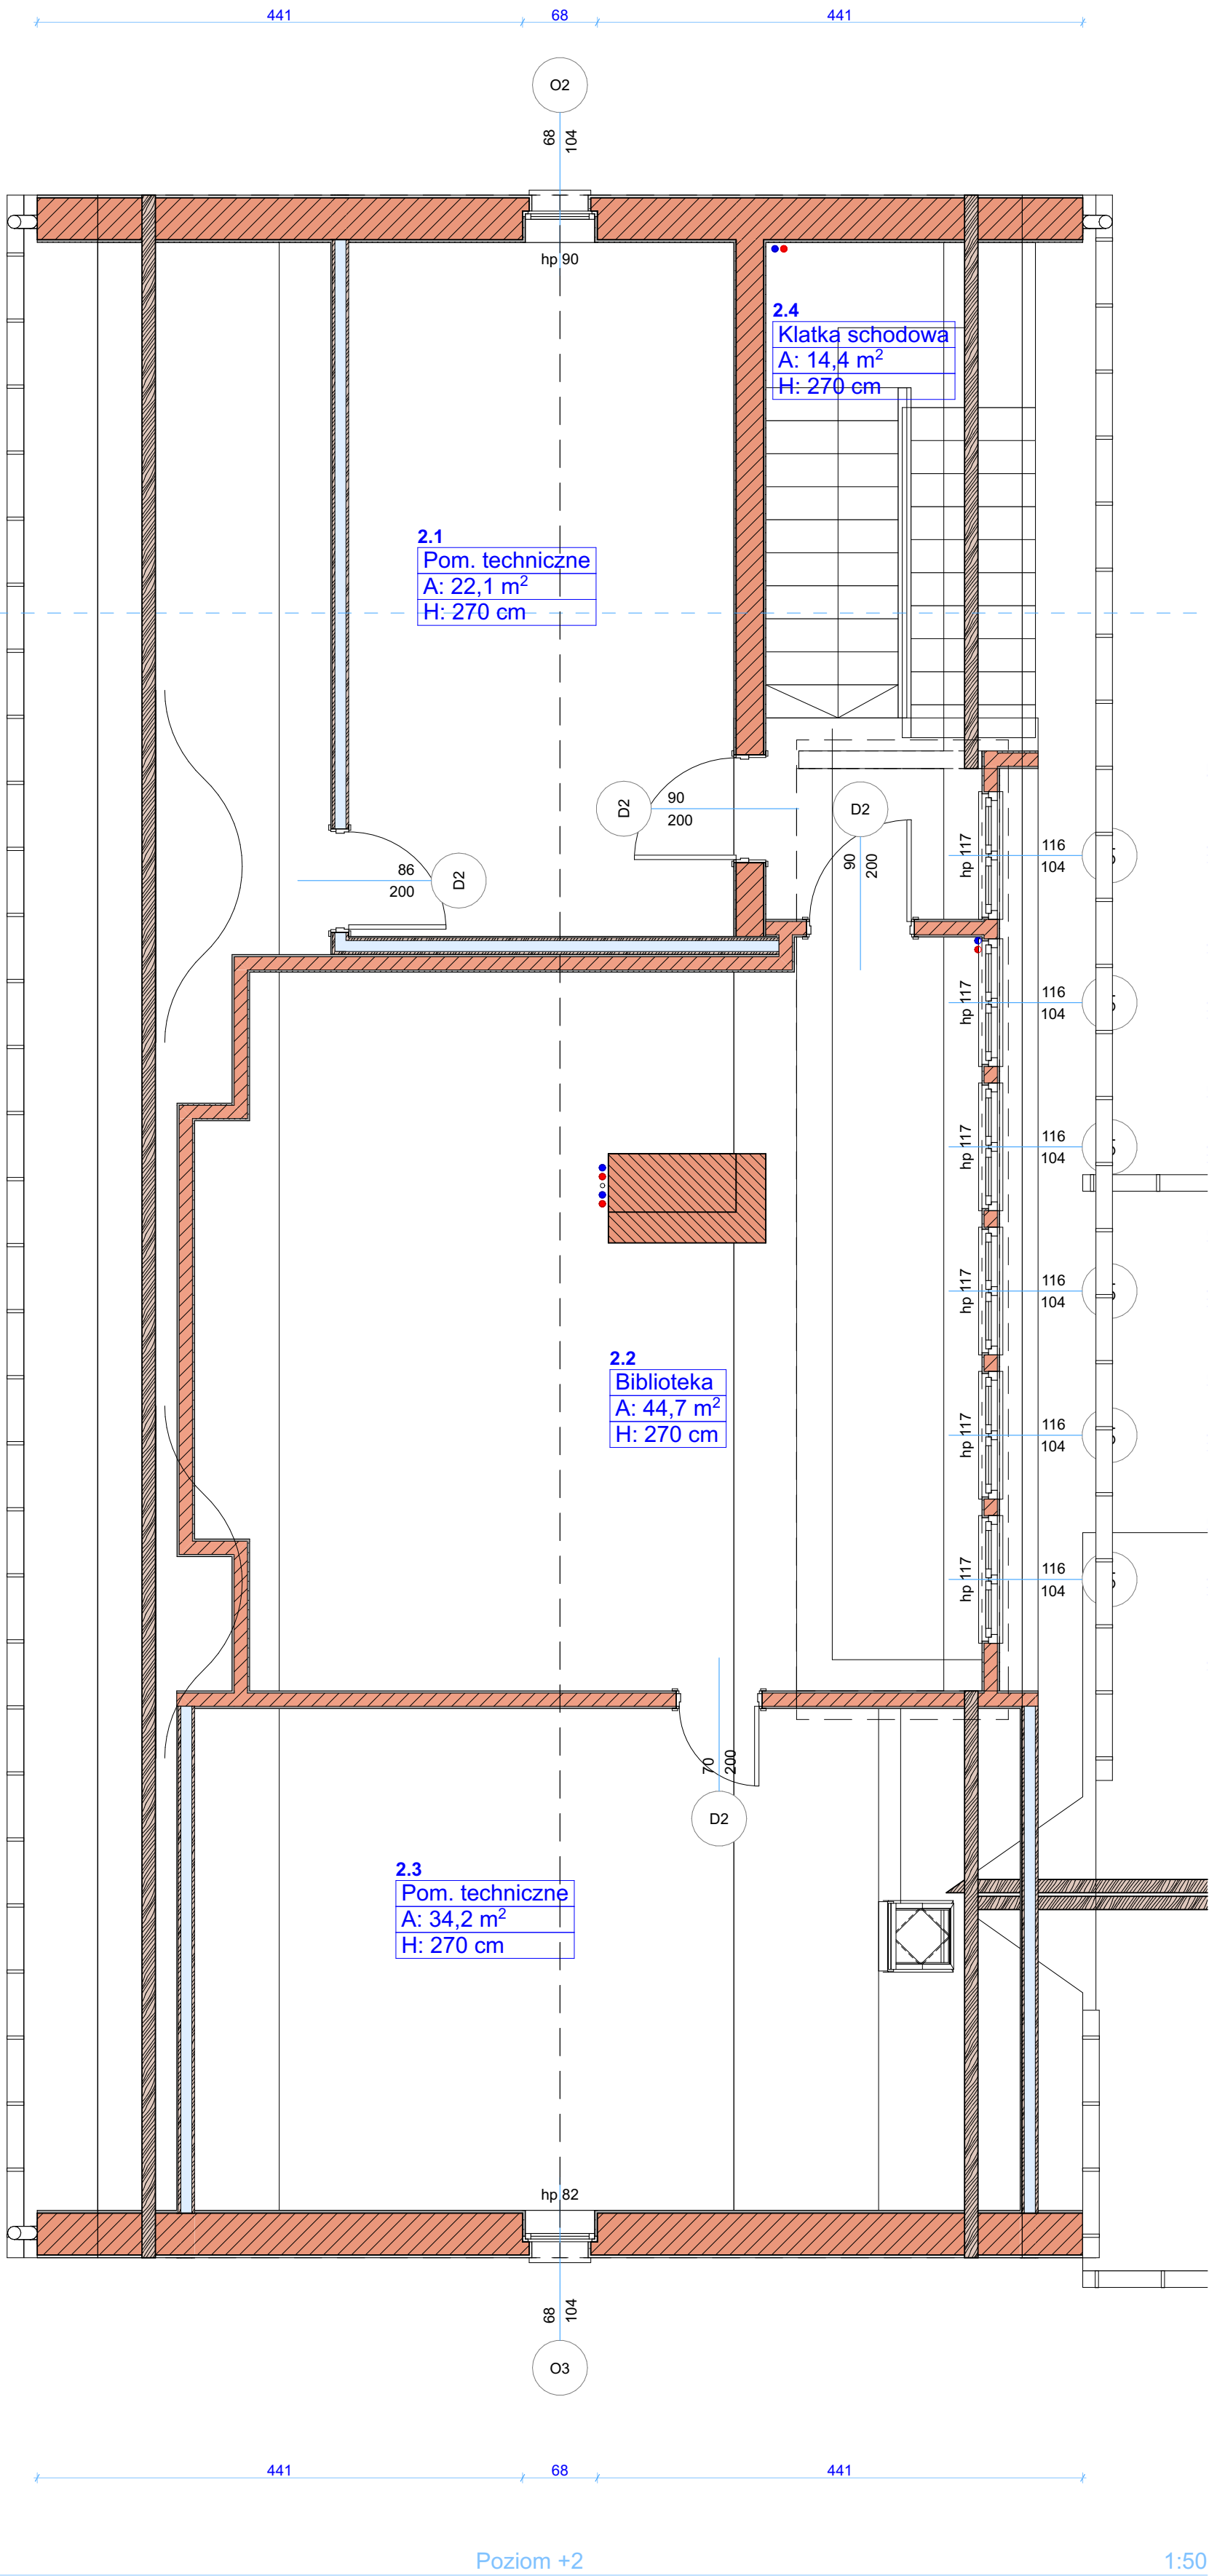 441 68 441
O2
68
104
hp 90
2.4
Klatka schodowa
A: 14,4 m²
H: 270 cm
2.1
Pom. techniczne
A: 22,1 m²
H: 270 cm
D2
90
200
D2
90
200
86
200
D2
hp 117
116
104
hp 117
116
104
hp 117
116
104
hp 117
116
104
hp 117
116
104
hp 117
116
104
2.2
Biblioteka
A: 44,7 m²
H: 270 cm
70
200
D2
2.3
Pom. techniczne
A: 34,2 m²
H: 270 cm
hp 82
68
104
O3
441 68 441
Poziom +2 1:50